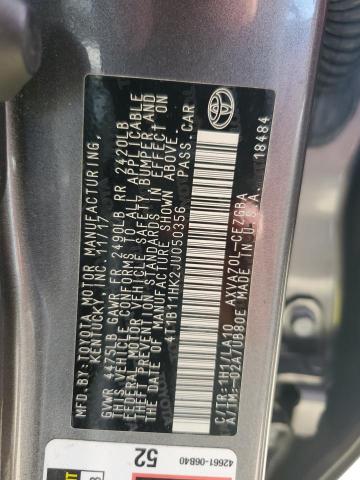 MFD.BY:TOYOTA MOTOR MANUFACTURING,
KENTUCKY,INC. 11/17
GVWR 4475LB GAWR FR 2490LB RR 2420LB
THIS VEHICLE CONFORMS TO ALL APPLICABLE
FEDERAL MOTOR VEHICLE SAFETY, BUMPER,AND
THEFT PREVENTION STANDARDS IN EFFECT ON
THE DATE OF MANUFACTURE SHOWN ABOVE.
4T1B11HK2JU050356 PASS.CAR
C/TR:1H1/LA10 AXVA70L-CEZGBA
A/TM:-02A/UB80E MADE IN U.S.A. 18484
42661-06B40
52